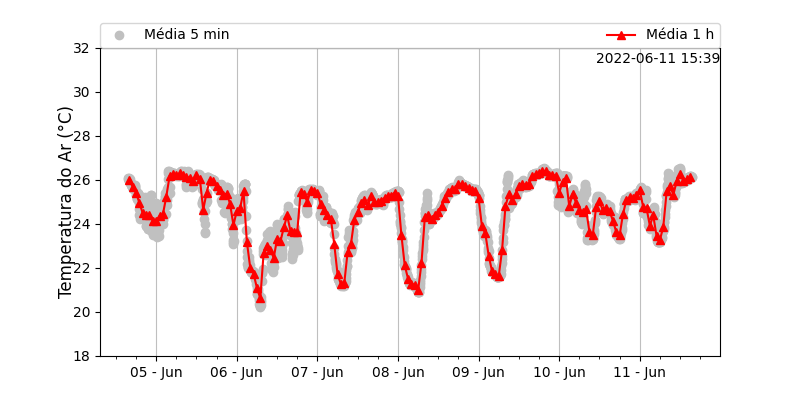 Média 5 min
Média 1 h
2022-06-11 15:39
Temperatura do Ar (°C)
32
30
28
26
24
22
20
18
05 - Jun
06 - Jun
07 - Jun
08 - Jun
09 - Jun
10 - Jun
11 - Jun